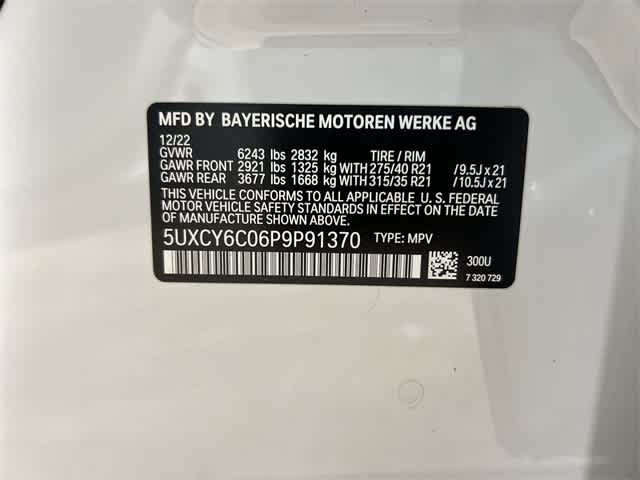 MFD BY BAYERISCHE MOTOREN WERKE AG
12/22
GVWR 6243 lbs 2832 kg TIRE / RIM
GAWR FRONT 2921 lbs 1325 kg WITH 275/40 R21 / 9.5J x 21
GAWR REAR 3677 lbs 1668 kg WITH 315/35 R21 / 10.5J x 21
THIS VEHICLE CONFORMS TO ALL APPLICABLE U. S. FEDERAL
MOTOR VEHICLE SAFETY STANDARDS IN EFFECT ON THE DATE
OF MANUFACTURE SHOWN ABOVE.
5UXCY6C06P9P91370 TYPE: MPV
300U
7 320 729